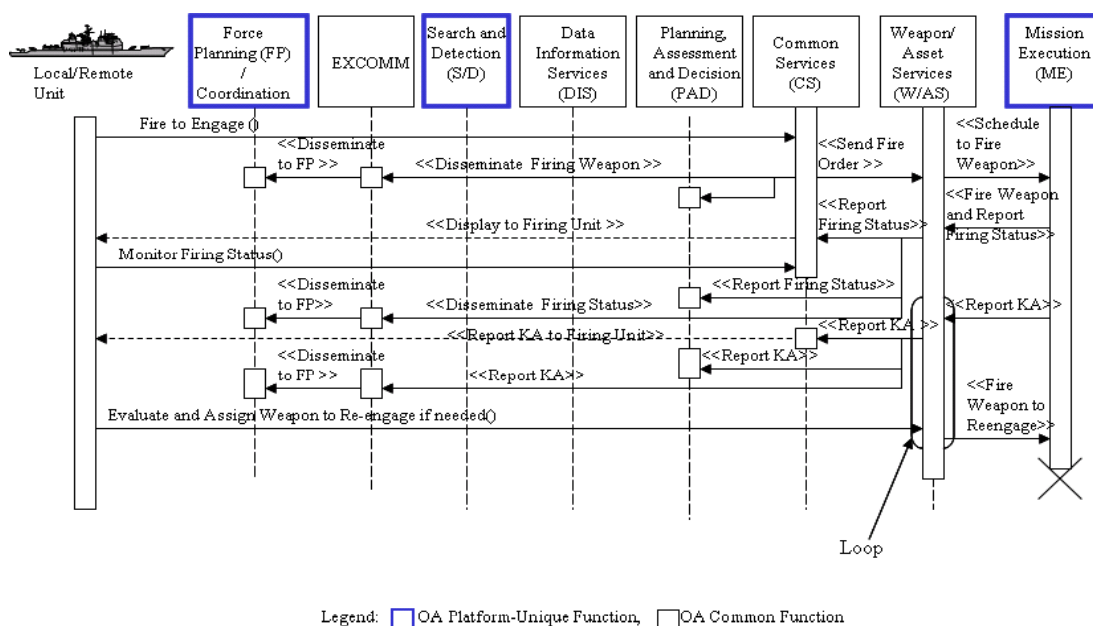 Local/Remote
Unit
Force
Planning (FP)
/
Coordination
EXCOMM
Search and
Detection
(S/D)
Data
Information
Services
(DIS)
Planning,
Assessment
and Decision
(PAD)
Common
Services
(CS)
Weapon/
Asset
Services
(W/AS)
Mission
Execution
(ME)
Fire to Engage ()
<<Disseminate
to FP >>
<<Disseminate Firing Weapon >>
<<Send Fire
Order >>
<<Schedule
to Fire
Weapon>>
<<Display to Firing Unit >>
<<Report
Firing Status>>
<<Fire Weapon
and Report
Firing Status>>
Monitor Firing Status()
<<Disseminate
to FP>>
<<Disseminate Firing Status>>
<<Report Firing Status>>
<<Report KA>>
<<Report KA to Firing Unit>>
<<Report KA >>
<<Disseminate
to FP >>
<<Report KA>>
<<Report KA>>
<<Fire
Weapon to
Reengage>>
Evaluate and Assign Weapon to Re-engage if needed()
Loop
Legend: OA Platform-Unique Function, OA Common Function